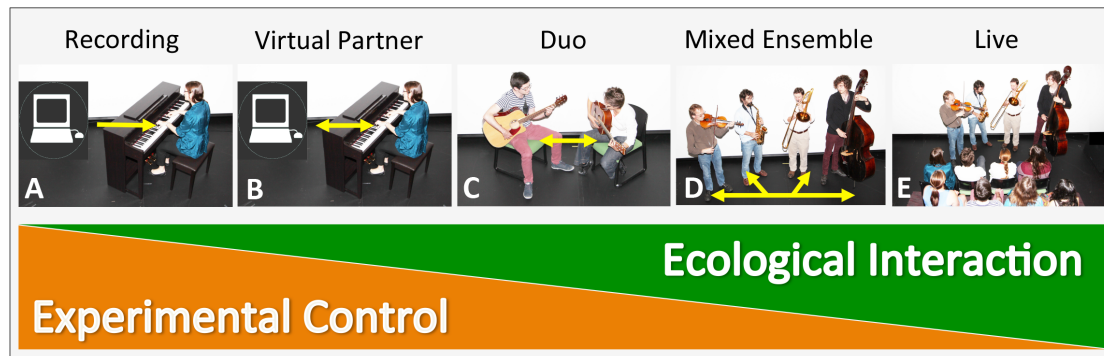 Recording
Virtual Partner
Duo
Mixed Ensemble
Live
A
B
C
D
E
Ecological Interaction
Experimental Control